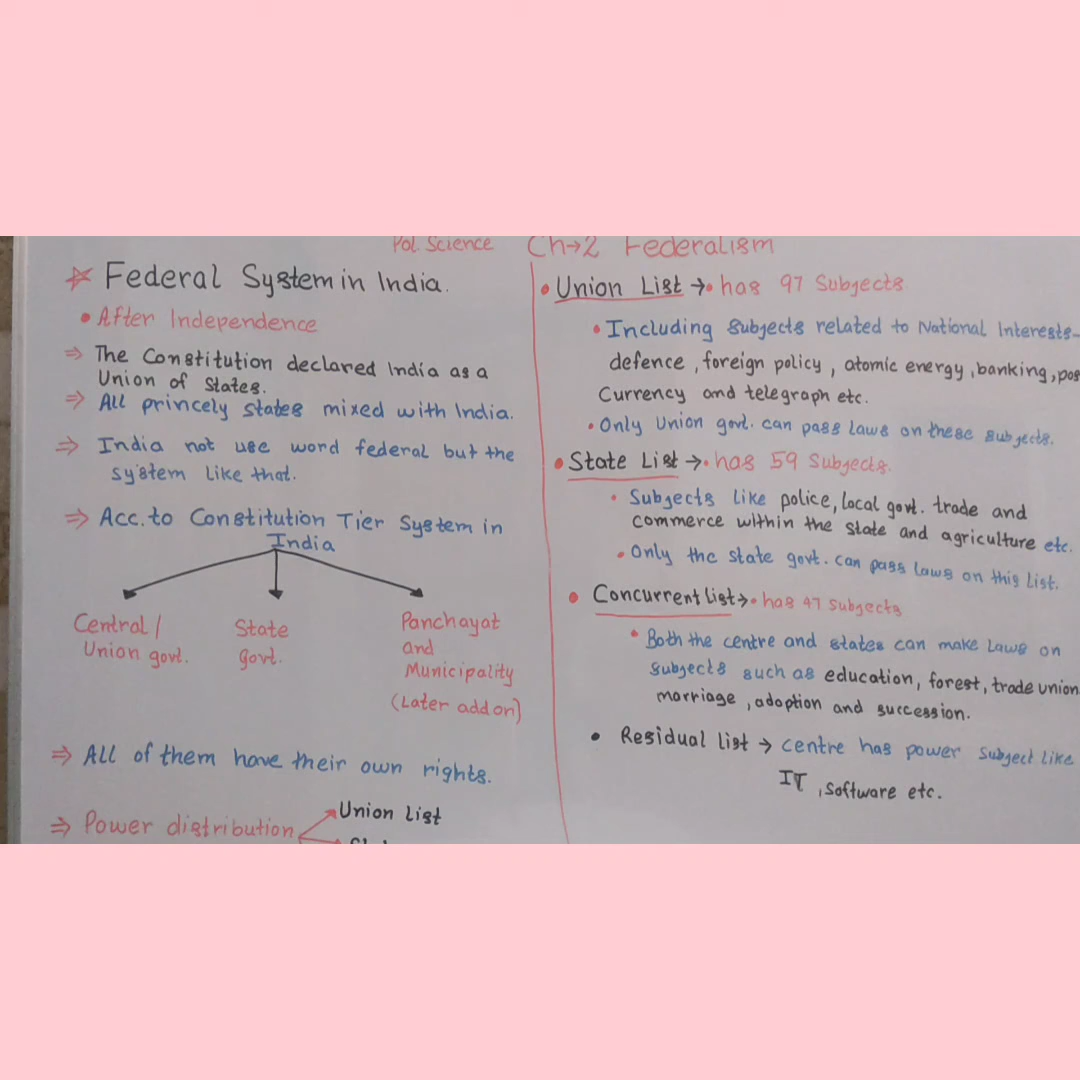 Pol. Science Ch→2 Federalism
☆ Federal System in India.
• After Independence
⇒ The Constitution declared India as a
Union of States.
⇒ All princely states mixed with India.
⇒ India not use word federal but the
system like that.
⇒ Acc. to Constitution Tier System in
India
Central/
Union govt.
State
govt.
Panchayat
and
Municipality
(Later add on)
⇒ All of them have their own rights.
⇒ Power distribution
Union list
• Union List → • has 97 Subjects
• Including Subjects related to National Interests-
defence, foreign policy, atomic energy, banking,
Currency and telegraph etc.
• Only Union govt. can pass laws on these subjects.
• State List → • has 59 Subjects.
• Subjects like police, local govt. trade and
commerce within the state and agriculture etc.
• Only the state govt. can pass laws on this list.
• Concurrent list → • has 47 subjects
• Both the centre and states can make laws on
subjects such as education, forest, trade union
marriage, adoption and succession.
• Residual list → centre has power subject like
IT, software etc.